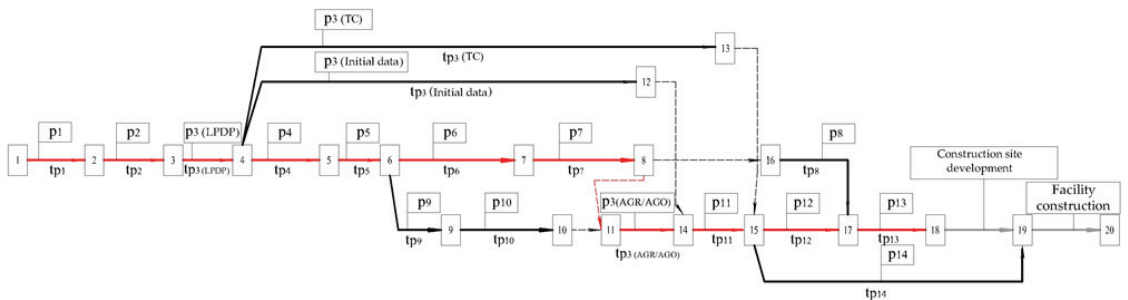 p3 (TC)
13
tp3 (TC)
p3 (Initial data)
12
tp3 (Initial data)
p1
p2
p3 (LPDP)
p4
p5
p6
p7
p8
1
2
3
4
5
6
7
8
16
tp1
tp2
tp3 (LPDP)
tp4
tp5
tp6
tp7
tp8
Construction site
development
Facility
construction
p9
p10
p3(AGR/AGO)
p11
p12
p13
9
10
11
14
15
17
18
19
20
tp9
tp10
tp3 (AGR/AGO)
tp11
tp12
tp13
p14
tp14